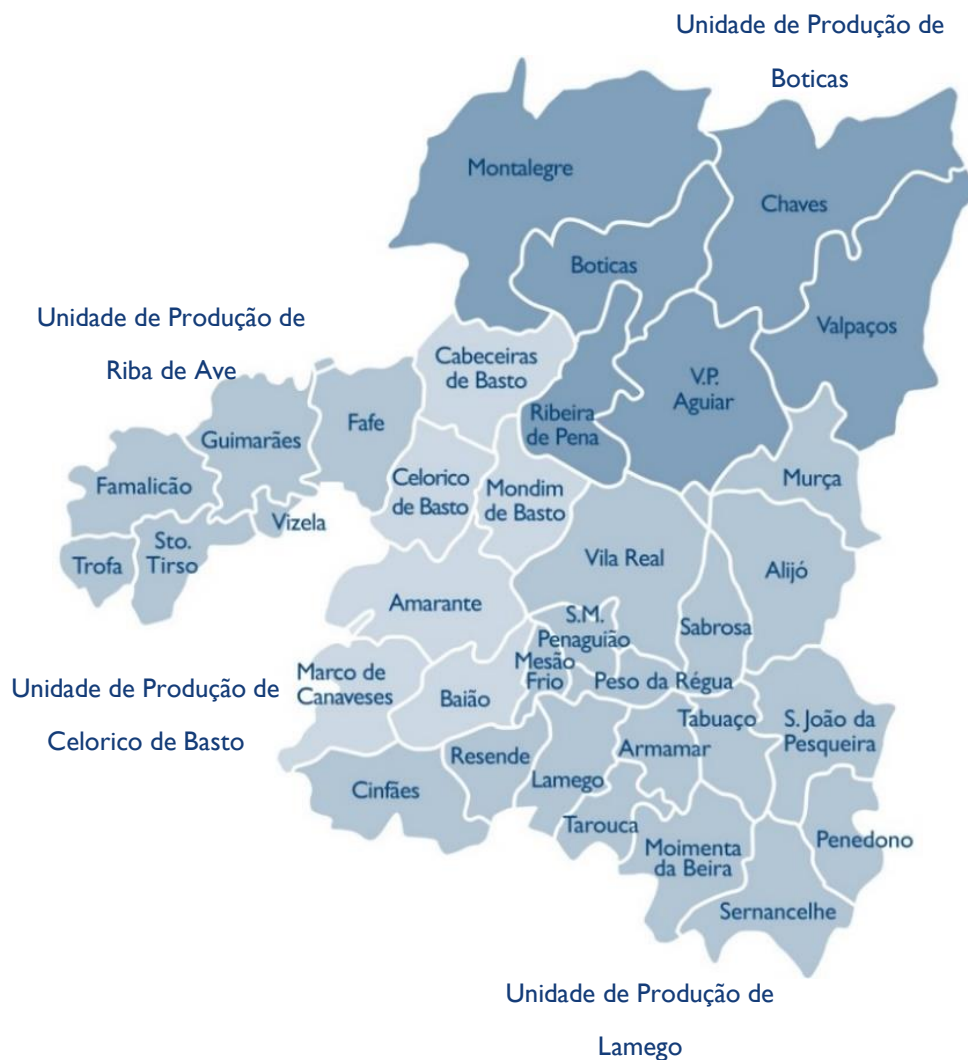 Unidade de Produção de
Boticas
Montalegre
Chaves
Boticas
Valpaços
Unidade de Produção de
Riba de Ave
Cabeceiras
de Basto
V.P.
Aguiar
Ribeira
de Pena
Fafe
Guimarães
Famalicão
Celorico
de Basto
Mondim
de Basto
Murça
Vizela
Sto.
Tirso
Trofa
Vila Real
Alijó
Amarante
S.M.
Penaguião
Sabrosa
Mesão
Frio
Peso da Régua
Marco de
Canaveses
Baião
Unidade de Produção de
Celorico de Basto
Tabuaço
S. João da
Pesqueira
Resende
Armamar
Lamego
Cinfães
Tarouca
Moimenta
da Beira
Penedono
Sernancelhe
Unidade de Produção de
Lamego